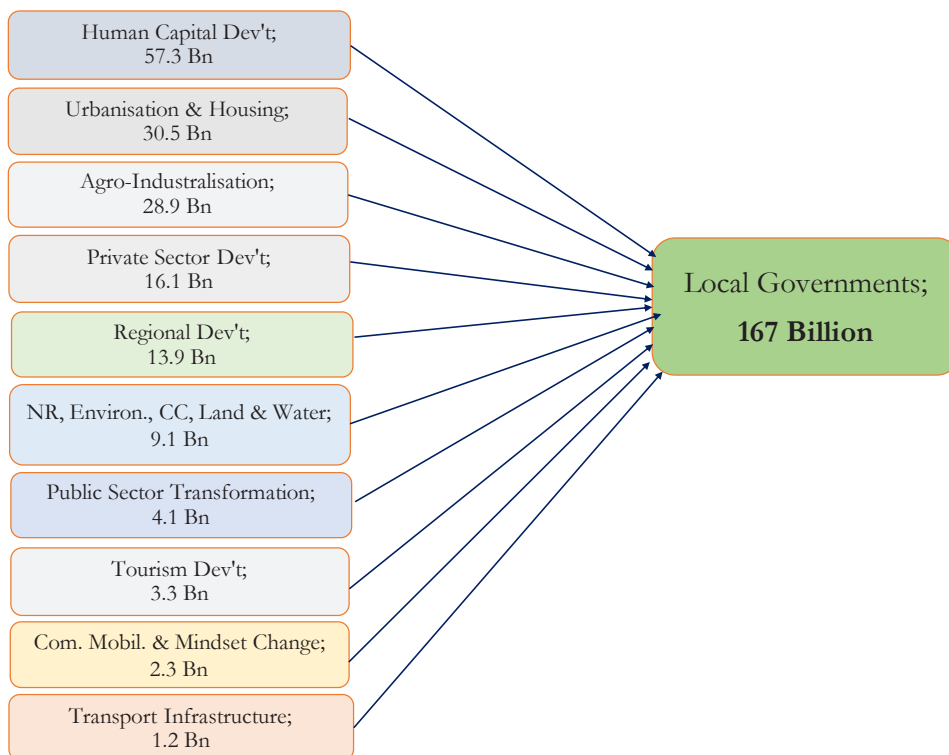 Human Capital Dev't;
57.3 Bn
Urbanisation & Housing;
30.5 Bn
Agro-Industralisation;
28.9 Bn
Private Sector Dev't;
16.1 Bn
Regional Dev't;
13.9 Bn
NR, Environ., CC, Land & Water;
9.1 Bn
Public Sector Transformation;
4.1 Bn
Tourism Dev't;
3.3 Bn
Com. Mobil. & Mindset Change;
2.3 Bn
Transport Infrastructure;
1.2 Bn
Local Governments;
167 Billion